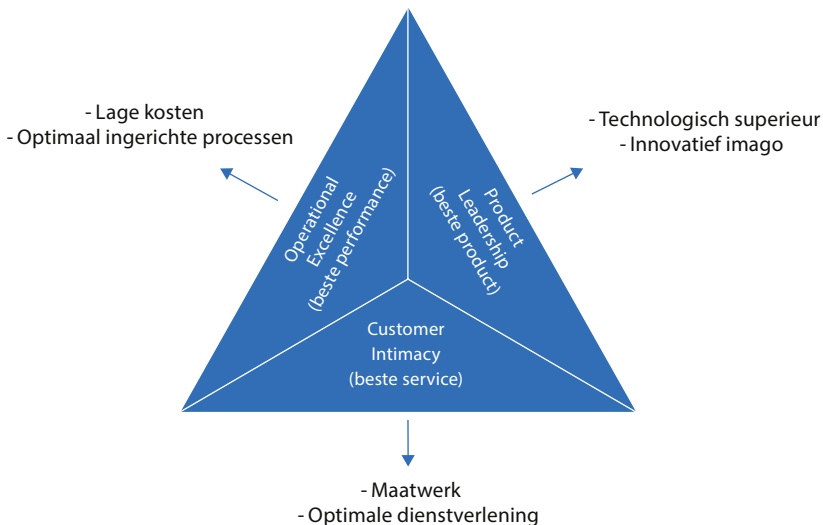 - Lage kosten
- Optimaal ingerichte processen
- Technologisch superieur
- Innovatief imago
Operational
Excellence
(beste performance)
Product
Leadership
(beste product)
Customer
Intimacy
(beste service)
- Maatwerk
- Optimale dienstverlening